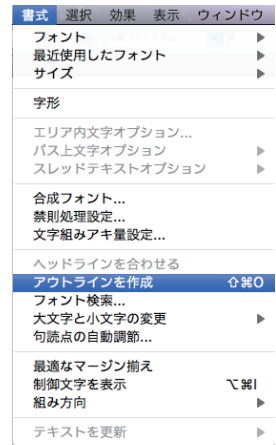 書式 選択 効果 表示 ウィンドウ
フォント
最近使用したフォント
サイズ
字形
エリア内文字オプション...
パス上文字オプション
スレッドテキストオプション
合成フォント...
禁則処理設定...
文字組みアキ量設定...
ヘッドラインを合わせる
アウトラインを作成 ⇧⌘O
フォント検索...
大文字と小文字の変更
句読点の自動調節...
最適なマージン揃え
制御文字を表示 ⌥⌘I
組み方向
テキストを更新